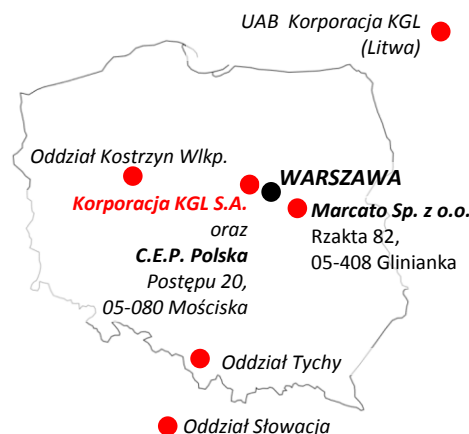 UAB Korporacja KGL
(Litwa)
Oddział Kostrzyn Wlkp.
WARSZAWA
Korporacja KGL S.A.
oraz
C.E.P. Polska
Postępu 20,
05-080 Mościska
Marcato Sp. z o.o.
Rzakta 82,
05-408 Glinianka
Oddział Tychy
Oddział Słowacja